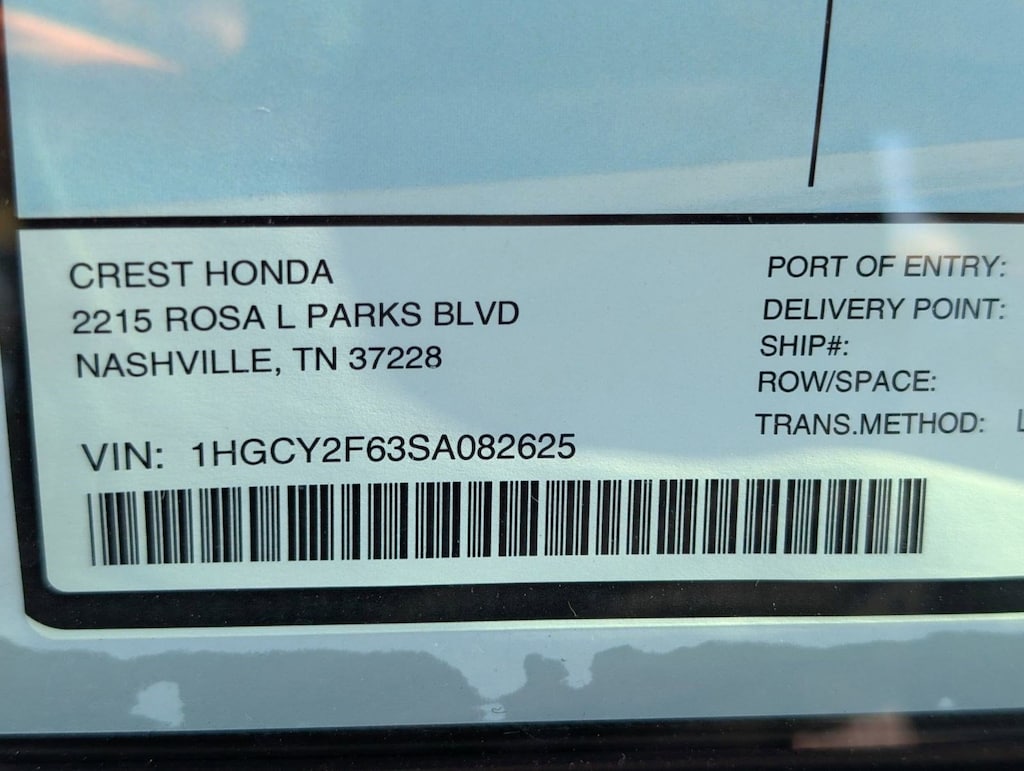 CREST HONDA
2215 ROSA L PARKS BLVD
NASHVILLE, TN 37228
VIN: 1HGCY2F63SA082625
PORT OF ENTRY:
DELIVERY POINT:
SHIP#:
ROW/SPACE:
TRANS.METHOD: